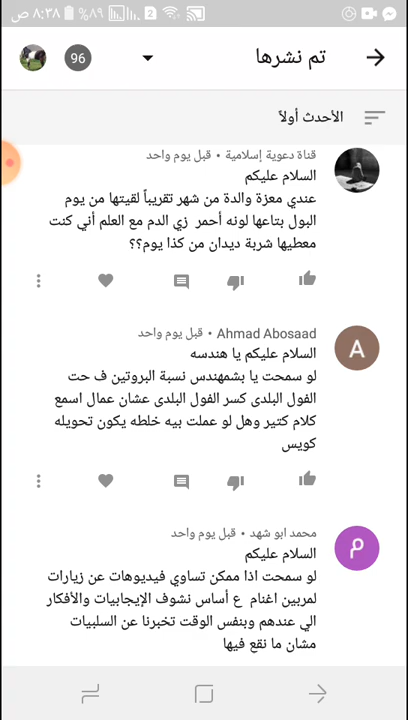 ٨:٣٨ ص
٨٩%
2
تم نشرها
96
الأحدث أولاً
قناة دعوية إسلامية • قبل يوم واحد
السلام عليكم
عندي معزة والدة من شهر تقريباً لقيتها من يوم
البول بتاعها لونه أحمر زي الدم مع العلم أني كنت
معطيها شربة ديدان من كذا يوم؟؟
Ahmad Abosaad • قبل يوم واحد
السلام عليكم يا هندسه
لو سمحت يا بشمهندس نسبة البروتين ف حت
الفول البلدى كسر الفول البلدى عشان عمال اسمع
كلام كتير وهل لو عملت بيه خلطه يكون تحويله
كويس
A
محمد ابو شهد • قبل يوم واحد
السلام عليكم
لو سمحت اذا ممكن تساوي فيديوهات عن زيارات
لمربين اغنام ع أساس نشوف الإيجابيات والأفكار
الي عندهم وبنفس الوقت تخبرنا عن السلبيات
مشان ما نقع فيها
م